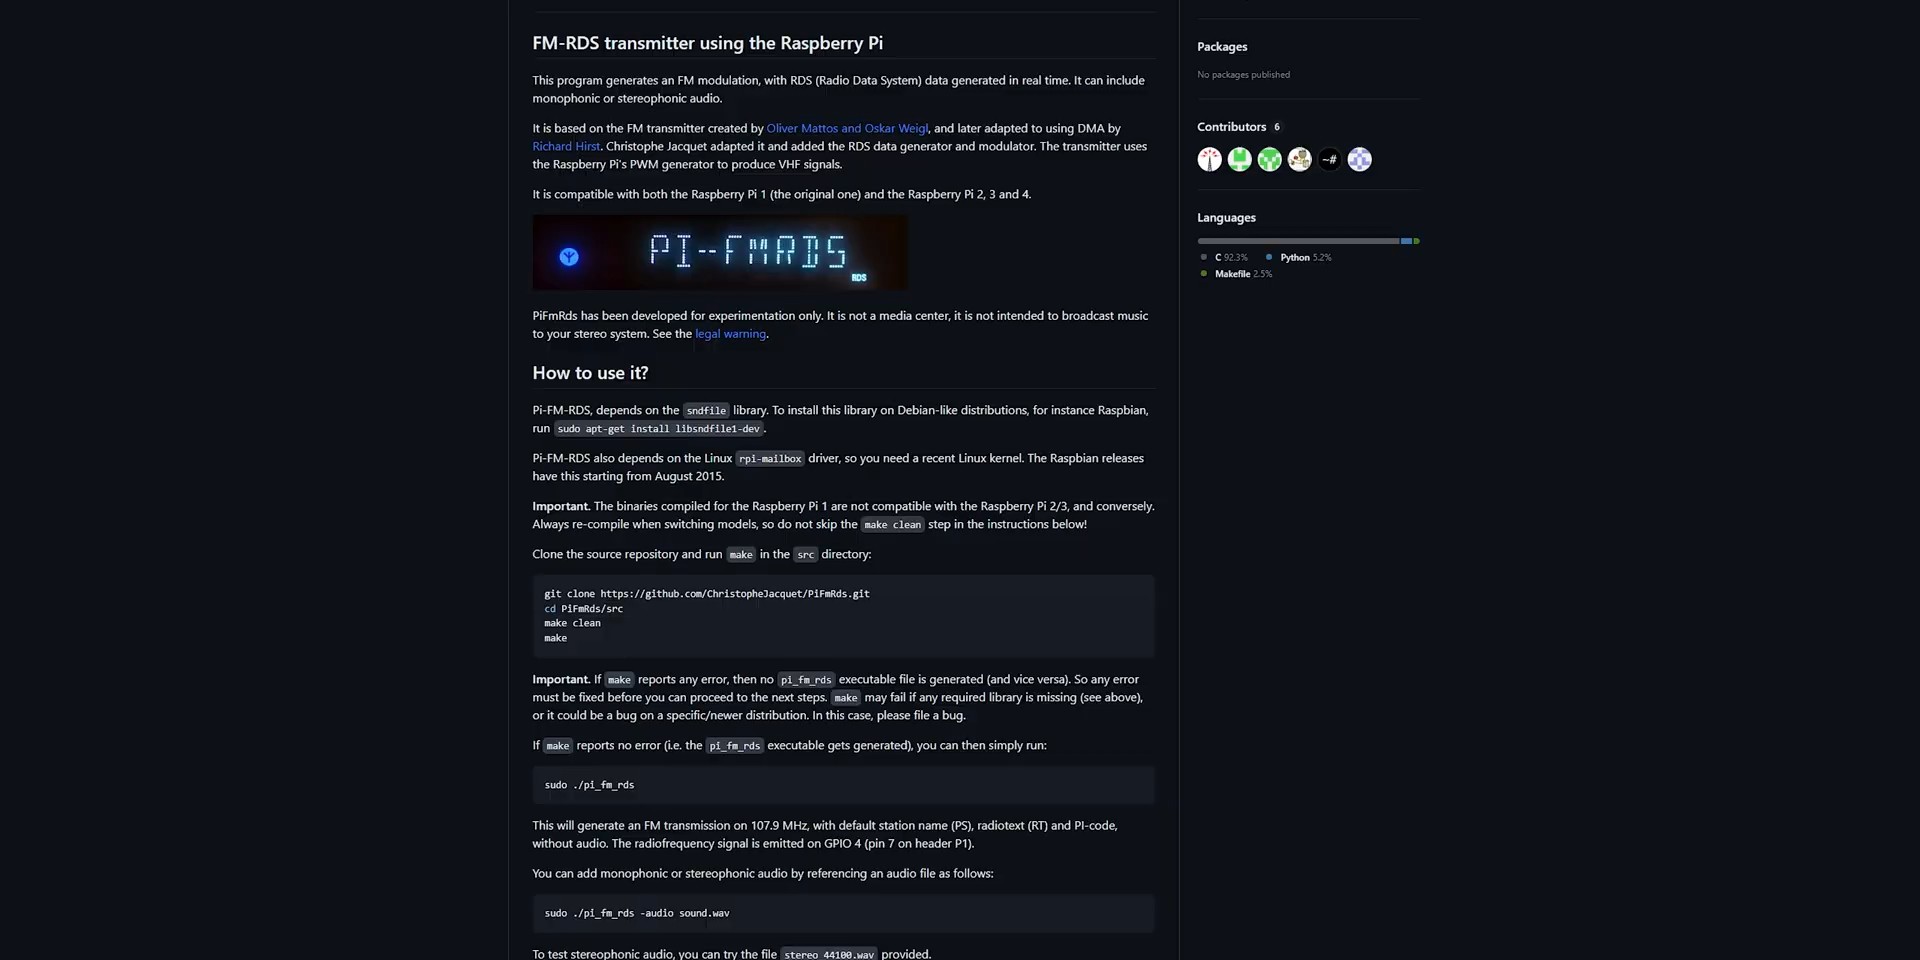 FM-RDS transmitter using the Raspberry Pi
This program generates an FM modulation, with RDS (Radio Data System) data generated in real time. It can include
monophonic or stereophonic audio.
It is based on the FM transmitter created by Oliver Mattos and Oskar Weigl, and later adapted to using DMA by
Richard Hirst. Christophe Jacquet adapted it and added the RDS data generator and modulator. The transmitter uses
the Raspberry Pi's PWM generator to produce VHF signals.
It is compatible with both the Raspberry Pi 1 (the original one) and the Raspberry Pi 2, 3 and 4.
PI-FMRDS
RDS
PiFmRds has been developed for experimentation only. It is not a media center, it is not intended to broadcast music
to your stereo system. See the legal warning.
How to use it?
Pi-FM-RDS, depends on the sndfile library. To install this library on Debian-like distributions, for instance Raspbian,
run sudo apt-get install libsndfile1-dev.
Pi-FM-RDS also depends on the Linux rpi-mailbox driver, so you need a recent Linux kernel. The Raspbian releases
have this starting from August 2015.
Important. The binaries compiled for the Raspberry Pi 1 are not compatible with the Raspberry Pi 2/3, and conversely.
Always re-compile when switching models, so do not skip the make clean step in the instructions below!
Clone the source repository and run make in the src directory:
git clone https://github.com/ChristopheJacquet/PiFmRds.git
cd PiFmRds/src
make clean
make
Important. If make reports any error, then no pi_fm_rds executable file is generated (and vice versa). So any error
must be fixed before you can proceed to the next steps. make may fail if any required library is missing (see above),
or it could be a bug on a specific/newer distribution. In this case, please file a bug.
If make reports no error (i.e. the pi_fm_rds executable gets generated), you can then simply run:
sudo ./pi_fm_rds
This will generate an FM transmission on 107.9 MHz, with default station name (PS), radiotext (RT) and PI-code,
without audio. The radiofrequency signal is emitted on GPIO 4 (pin 7 on header P1).
You can add monophonic or stereophonic audio by referencing an audio file as follows:
sudo ./pi_fm_rds -audio sound.wav
To test stereophonic audio, you can try the file stereo_44100.wav provided.
Packages
No packages published
Contributors 6
~#
Languages
C 92.3% Python 5.2%
Makefile 2.5%